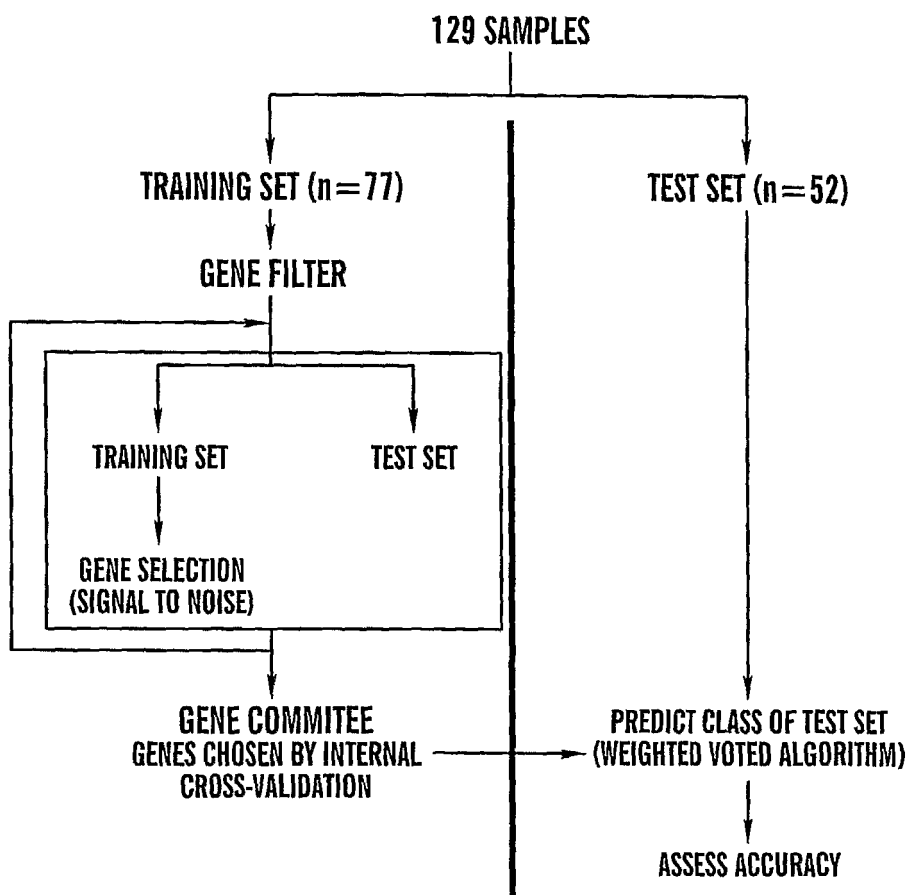 129 SAMPLES
TRAINING SET (n=77)
TEST SET (n=52)
GENE FILTER
TRAINING SET
TEST SET
GENE SELECTION
(SIGNAL TO NOISE)
GENE COMMITEE
GENES CHOSEN BY INTERNAL
CROSS-VALIDATION
PREDICT CLASS OF TEST SET
(WEIGHTED VOTED ALGORITHM)
ASSESS ACCURACY